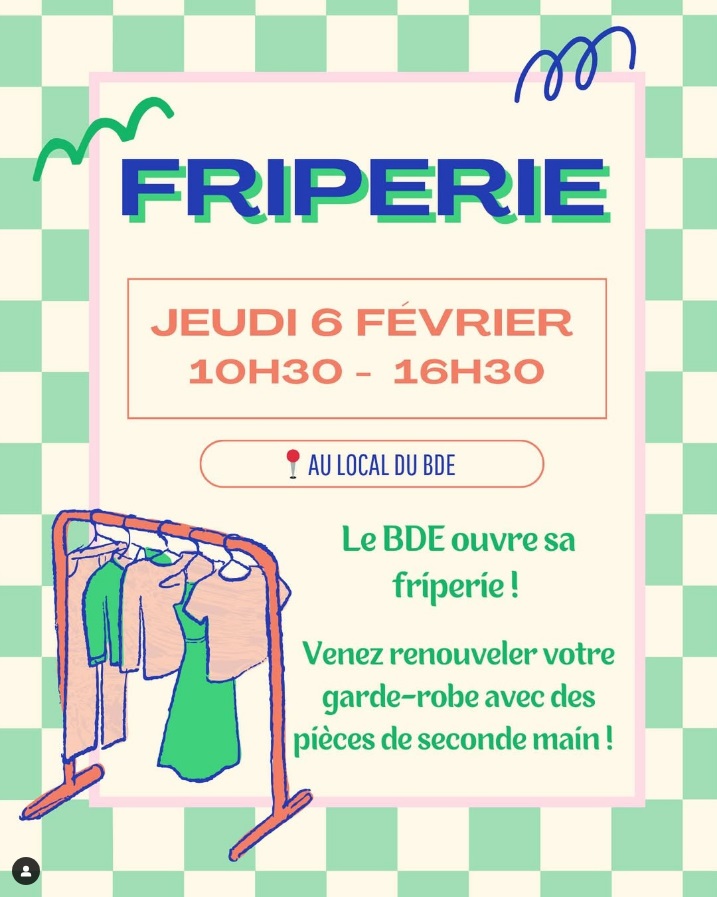 FRIPERIE
JEUDI 6 FÉVRIER
10H30 - 16H30
AU LOCAL DU BDE
Le BDE ouvre sa
friperie !
Venez renouveler votre
garde-robe avec des
pièces de seconde main !